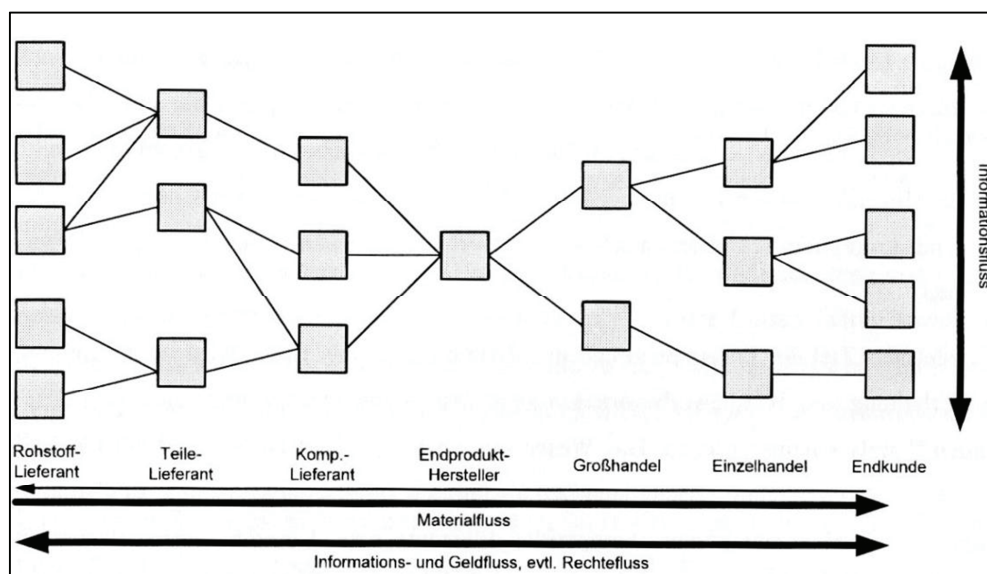 Informationsfluss
Rohstoff-
Lieferant
Teile-
Lieferant
Komp.-
Lieferant
Endprodukt-
Hersteller
Großhandel
Einzelhandel
Endkunde
Materialfluss
Informations- und Geldfluss, evtl. Rechtefluss